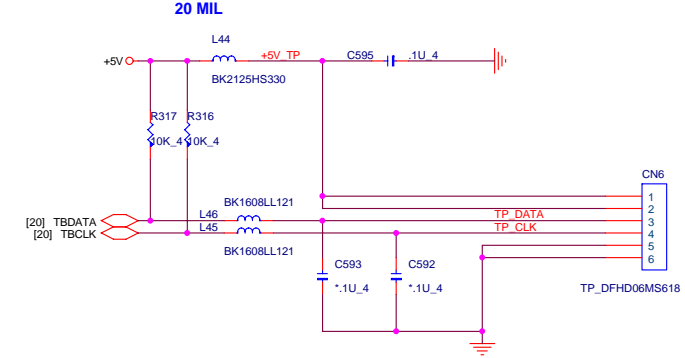 20 MIL
L44
+5V
+5V_TP
C595
.1U_4
BK2125HS330
R317
R316
10K_4
10K_4
CN6
BK1608LL121
1
2
[20] TBDATA
L46
TP_DATA
3
[20] TBCLK
L45
TP_CLK
4
5
BK1608LL121
6
C593
C592
*.1U_4
*.1U_4
TP_DFHD06MS618